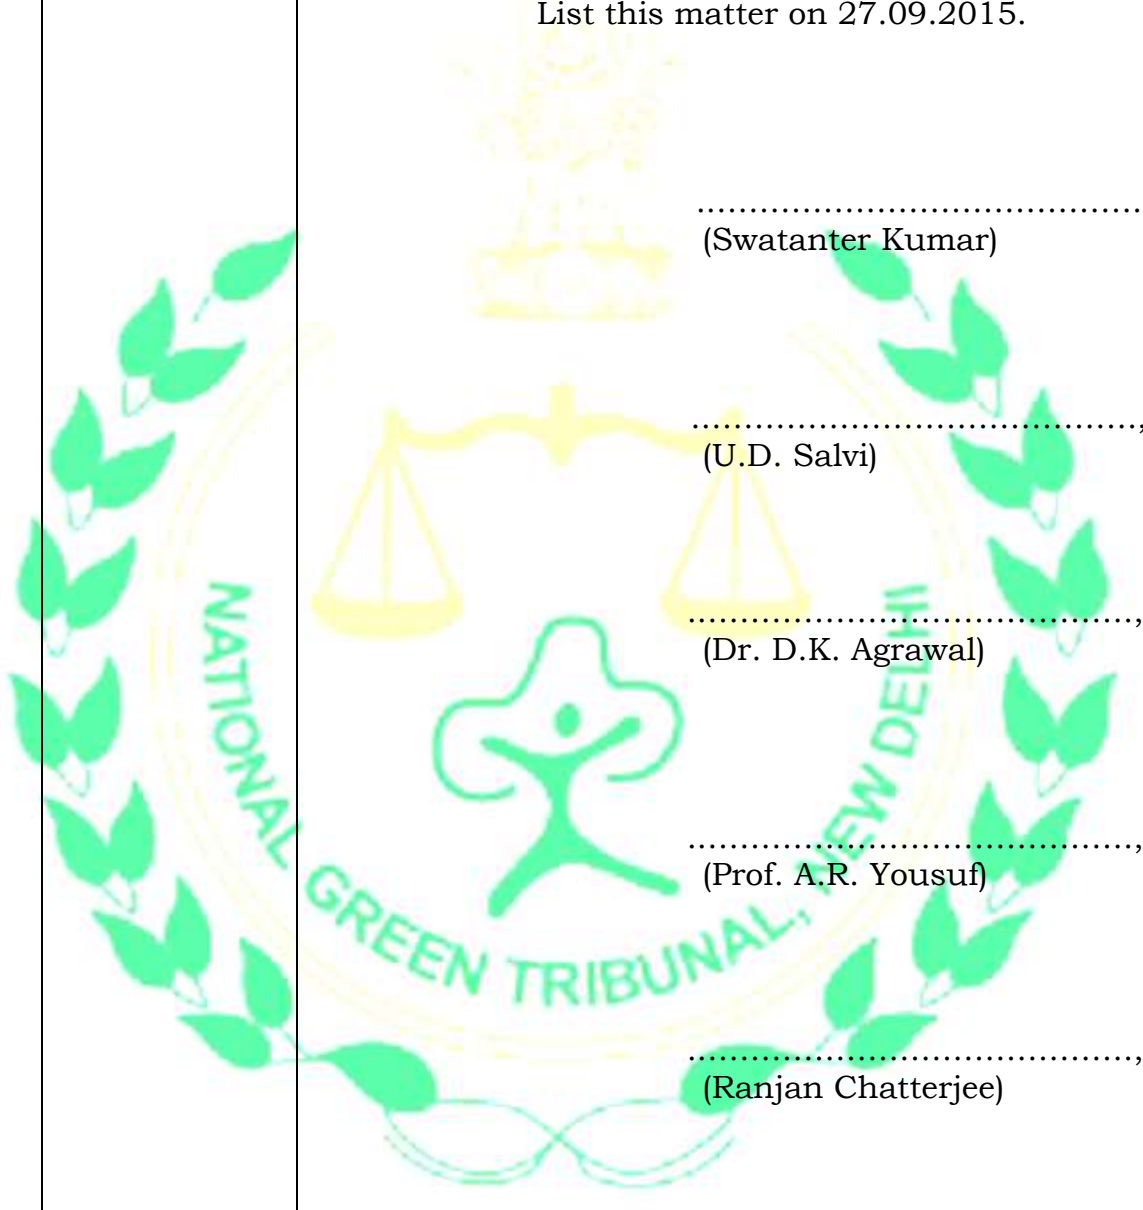 List this matter on 27.09.2015.
………………………………………
(Swatanter Kumar)
………………………………………,
(U.D. Salvi)
………………………………………,
(Dr. D.K. Agrawal)
………………………………………,
(Prof. A.R. Yousuf)
………………………………………,
(Ranjan Chatterjee)
NATIONAL GREEN TRIBUNAL, NEW DELHI